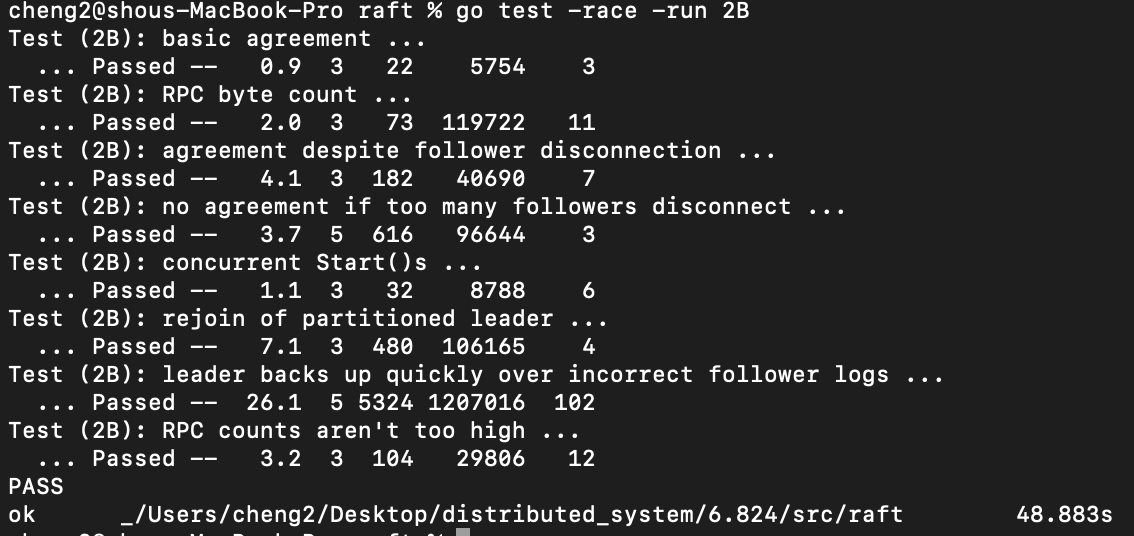 cheng2@shous-MacBook-Pro raft % go test -race -run 2B
Test (2B): basic agreement ...
  ... Passed --   0.9  3   22    5754    3
Test (2B): RPC byte count ...
  ... Passed --   2.0  3   73  119722   11
Test (2B): agreement despite follower disconnection ...
  ... Passed --   4.1  3  182   40690    7
Test (2B): no agreement if too many followers disconnect ...
  ... Passed --   3.7  5  616   96644    3
Test (2B): concurrent Start()s ...
  ... Passed --   1.1  3   32    8788    6
Test (2B): rejoin of partitioned leader ...
  ... Passed --   7.1  3  480  106165    4
Test (2B): leader backs up quickly over incorrect follower logs ...
  ... Passed --  26.1  5 5324 1207016  102
Test (2B): RPC counts aren't too high ...
  ... Passed --   3.2  3  104   29806   12
PASS
ok      _/Users/cheng2/Desktop/distributed_system/6.824/src/raft        48.883s